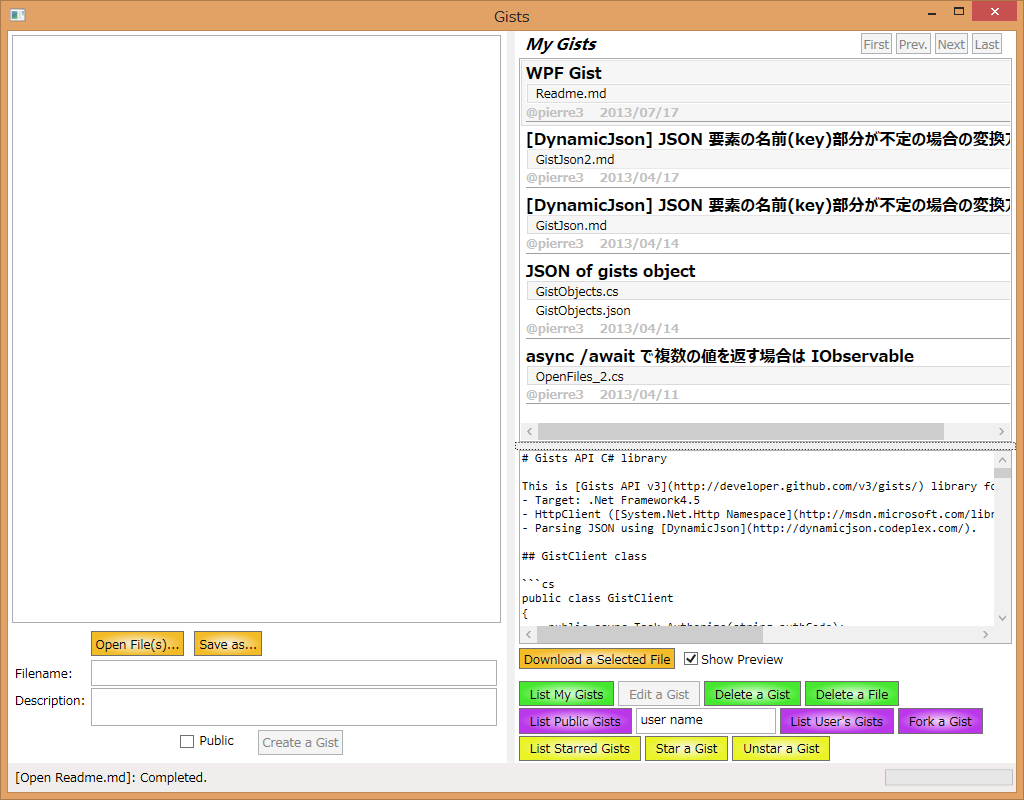 Gists
My Gists
First Prev. Next Last
WPF Gist
Readme.md
@pierre3 2013/07/17
[DynamicJson] JSON 要素の名前(key)部分が不定の場合の変換
GistJson2.md
@pierre3 2013/04/17
[DynamicJson] JSON 要素の名前(key)部分が不定の場合の変換
GistJson.md
@pierre3 2013/04/14
JSON of gists object
GistObjects.cs
GistObjects.json
@pierre3 2013/04/14
async /await で複数の値を返す場合は IObservable
OpenFiles_2.cs
@pierre3 2013/04/11
# Gists API C# library
This is [Gists API v3](http://developer.github.com/v3/gists/) library fo
- Target: .Net Framework4.5
- HttpClient ([System.Net.Http Namespace](http://msdn.microsoft.com/libr
- Parsing JSON using [DynamicJson](http://dynamicjson.codeplex.com/).
## GistClient class
```cs
public class GistClient
{
public async Task Authorize(string authCode);
Open File(s)... Save as...
Filename:
Description:
Public Create a Gist
Download a Selected File Show Preview
List My Gists Edit a Gist Delete a Gist Delete a File
List Public Gists user name List User's Gists Fork a Gist
List Starred Gists Star a Gist Unstar a Gist
[Open Readme.md]: Completed.